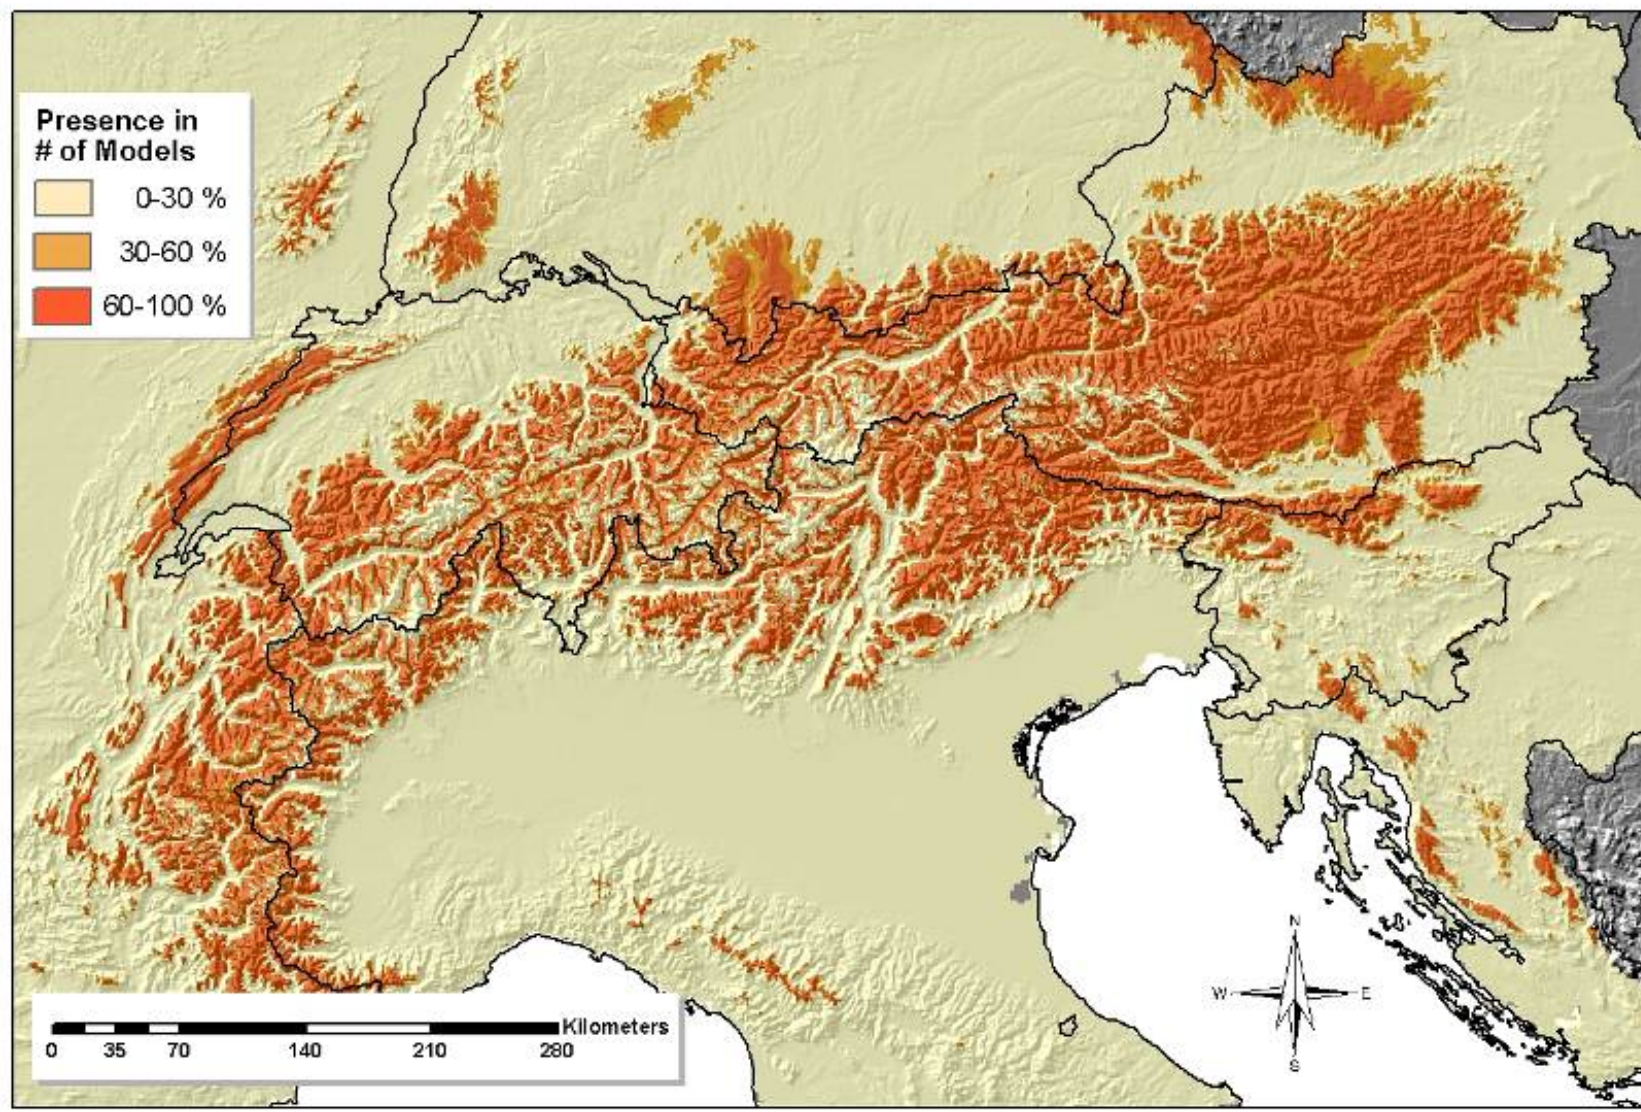 Presence in
# of Models
0-30 %
30-60 %
60-100 %
N
W E
S
Kilometers
0 35 70 140 210 280